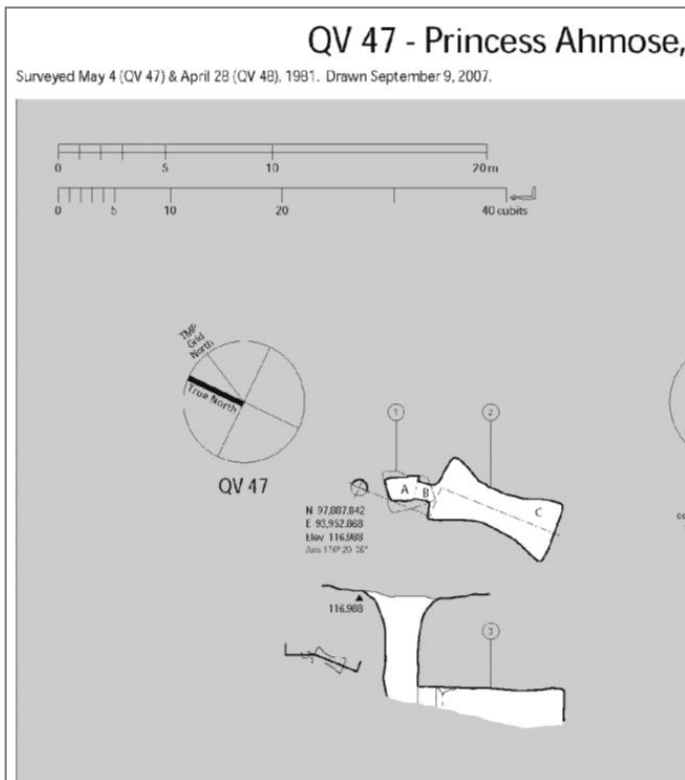 QV 47 - Princess Ahmose,
Surveyed May 4 (QV 47) & April 28 (QV 48), 1981. Drawn September 9, 2007.
0 5 10 20 m
0 5 10 20 40 cubits
TMP
Grid
North
True North
QV 47
1 2
A B C
N 97,887.842
E 93,952.868
Elev 116.988
Axis
116.988
3